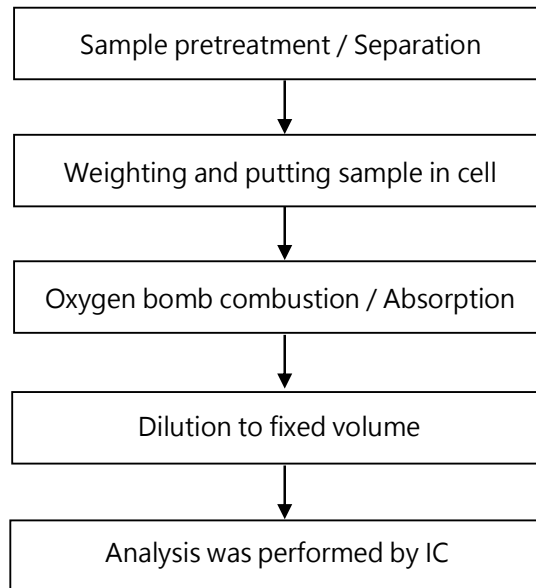 Sample pretreatment / Separation
Weighting and putting sample in cell
Oxygen bomb combustion / Absorption
Dilution to fixed volume
Analysis was performed by IC